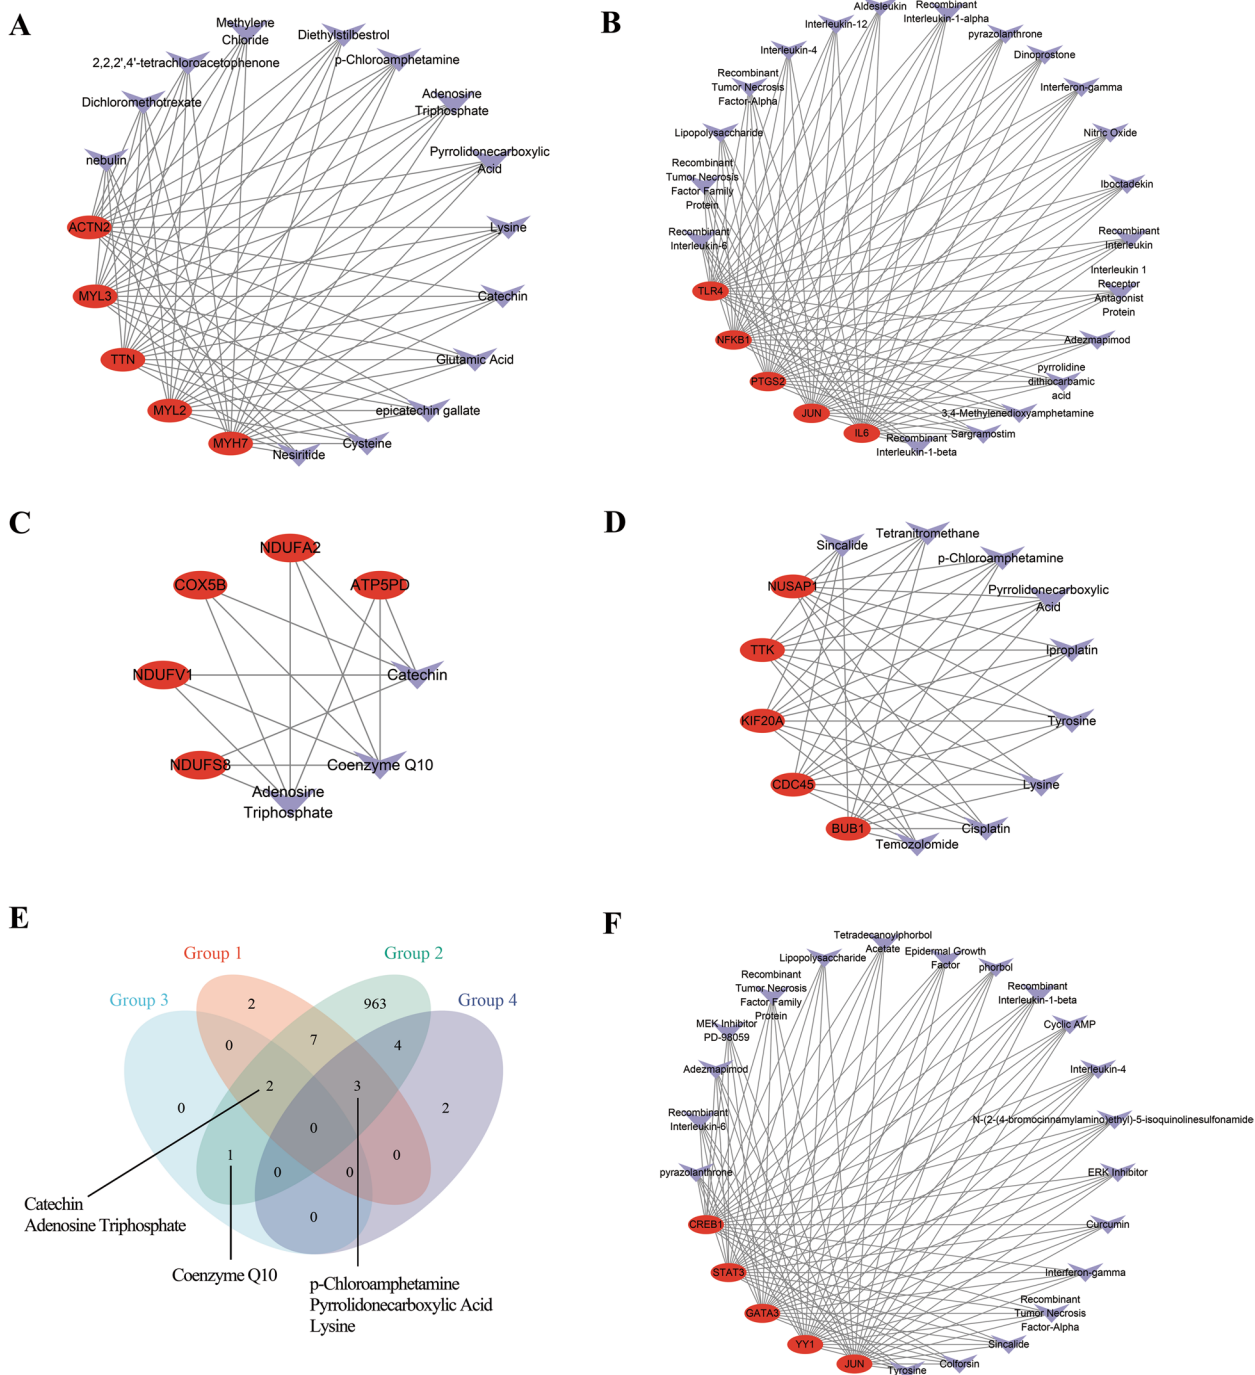 A
Methylene
Chloride
Diethylstilbestrol
2,2,2',4'-tetrachloroacetophenone
p-Chloroamphetamine
Dichloromethotrexate
Adenosine
Triphosphate
nebulin
Pyrrolidonecarboxylic
Acid
ACTN2
Lysine
MYL3
Catechin
TTN
Glutamic Acid
MYL2
epicatechin gallate
MYH7
Cysteine
Nesiritide
B
Aldesleukin
Recombinant
Interleukin-1-alpha
Interleukin-12
pyrazolanthrone
Interleukin-4
Dinoprostone
Recombinant
Tumor Necrosis
Factor-Alpha
Interferon-gamma
Lipopolysaccharide
Nitric Oxide
Recombinant
Tumor Necrosis
Factor Family
Protein
Iboctadekin
Recombinant
Interleukin-6
Recombinant
Interleukin
TLR4
Interleukin 1
Receptor
Antagonist
Protein
NFKB1
Adezmapimod
PTGS2
pyrrolidine
dithiocarbamic
acid
JUN
3,4-Methylenedioxyamphetamine
IL6
Sargramostim
Recombinant
Interleukin-1-beta
C
NDUFA2
COX5B
ATP5PD
NDUFV1
Catechin
NDUFS8
Coenzyme Q10
Adenosine
Triphosphate
D
Tetranitromethane
Sincalide
p-Chloroamphetamine
NUSAP1
Pyrrolidonecarboxylic
Acid
TTK
Iproplatin
KIF20A
Tyrosine
CDC45
Lysine
BUB1
Cisplatin
Temozolomide
E
Group 1
Group 2
Group 3
Group 4
2
963
0
7
4
2
3
0
2
0
1
0
0
0
0
Catechin
Adenosine Triphosphate
Coenzyme Q10
p-Chloroamphetamine
Pyrrolidonecarboxylic Acid
Lysine
F
Tetradecanoylphorbol
Acetate
Lipopolysaccharide
Epidermal Growth
Factor
phorbol
Recombinant
Tumor Necrosis
Factor Family
Protein
Recombinant
Interleukin-1-beta
MEK Inhibitor
PD-98059
Cyclic AMP
Adezmapimod
Interleukin-4
Recombinant
Interleukin-6
N-(2-(4-bromocinnamylamino)ethyl)-5-isoquinolinesulfonamide
pyrazolanthrone
ERK Inhibitor
CREB1
Curcumin
STAT3
Interferon-gamma
GATA3
Recombinant
Tumor Necrosis
Factor-Alpha
YY1
Sincalide
JUN
Colforsin
Tyrosine